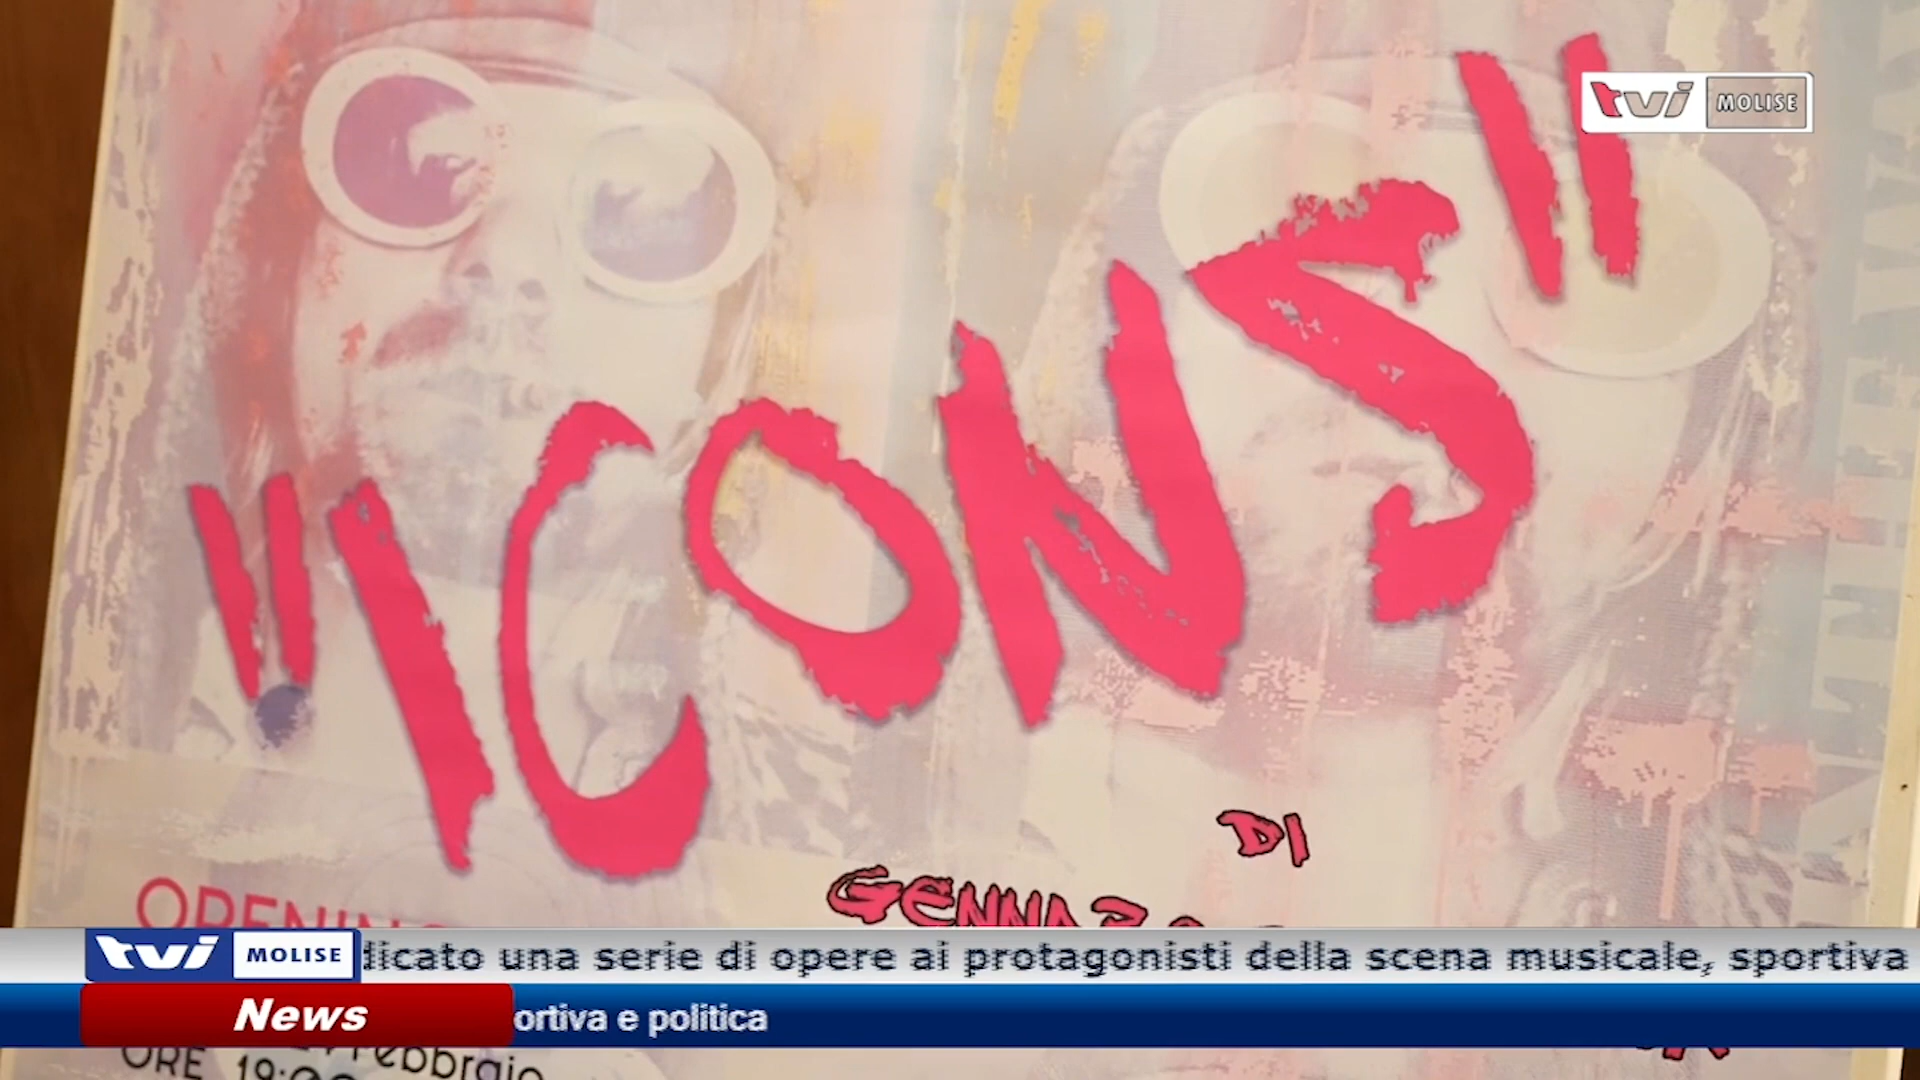 tvi MOLISE
"ICONS"
DI
tvi MOLISE dicato una serie di opere ai protagonisti della scena musicale, sportiva
News ortiva e politica
ORE